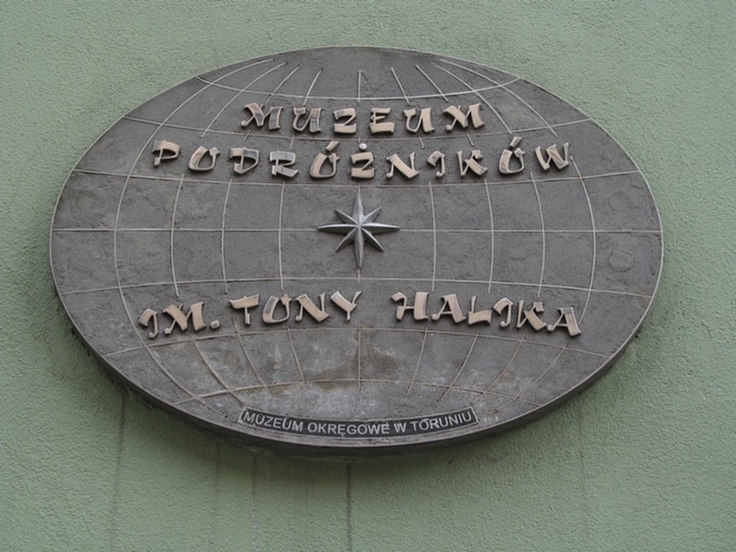 MUZEUM
PODRÓŻNIKÓW
IM. TONY HALIKA
MUZEUM OKRĘGOWE W TORUNIU